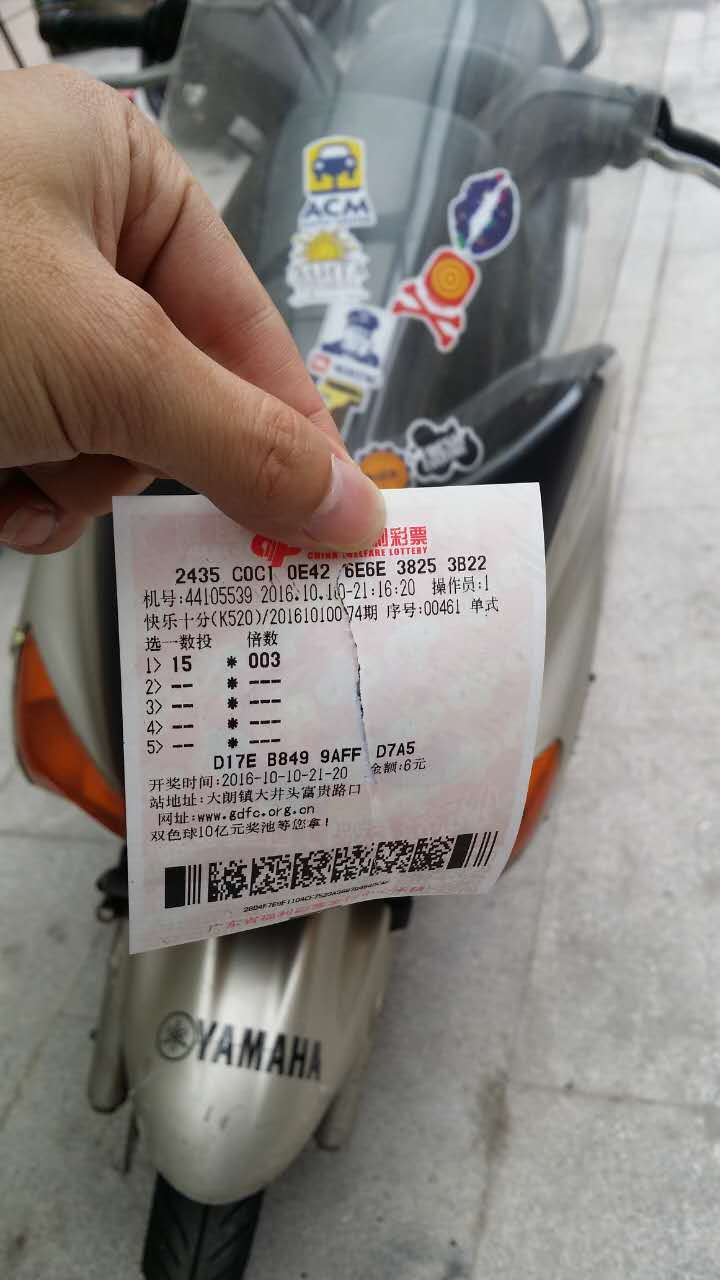 ACM
利彩票
CHINA WELFARE LOTTERY
2435 C0C1 0E42 6E6E 3825 3B22
机号:44105539 2016.10.10-21:16:20 操作员:1
快乐十分(K520)/201610100074期 序号:00461 单式
选一数投 倍数
1> 15 * 003
2> -- * ---
3> -- * ---
4> -- * ---
5> -- * ---
D17E B849 9AFF D7A5
开奖时间:2016-10-10-21-20 金额:6元
站地址:大朗镇大井头富贵路口
网址:www.gdfc.org.cn
双色球10亿元奖池等您拿!
YAMAHA